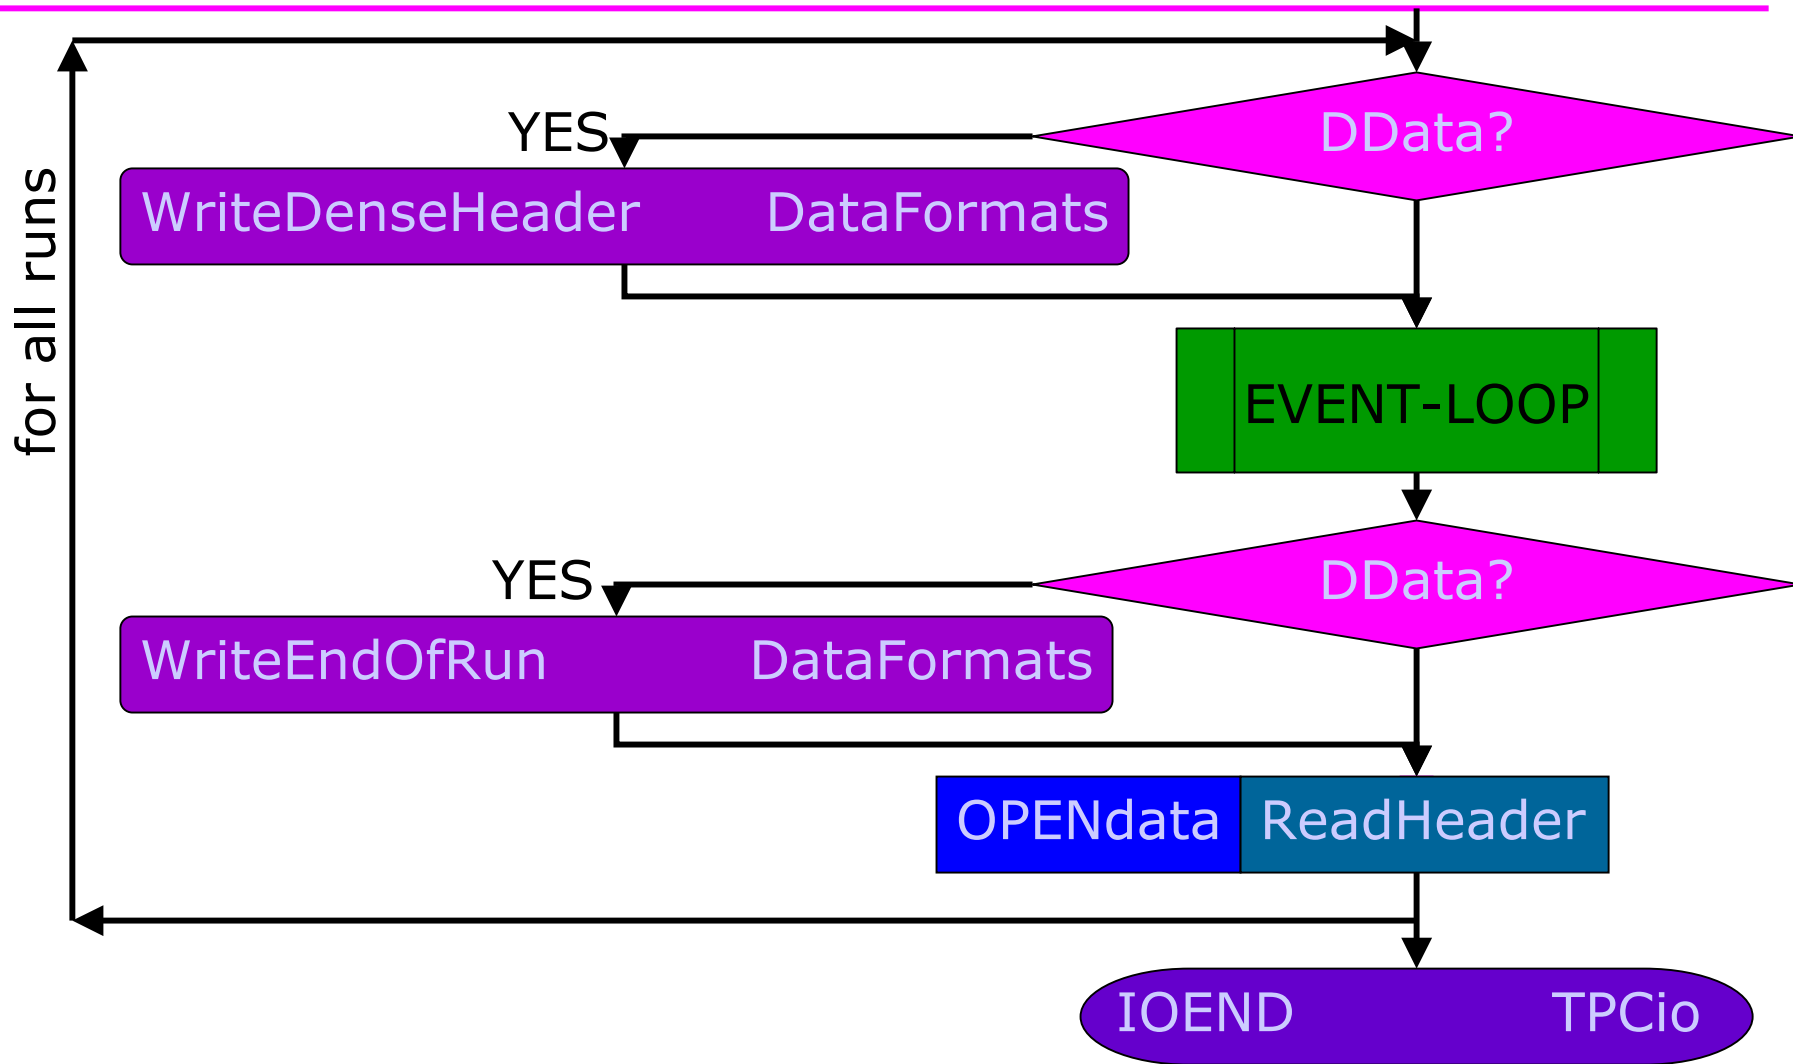 DData?
YES
WriteDenseHeader DataFormats
for all runs
EVENT-LOOP
DData?
YES
WriteEndOfRun DataFormats
OPENdata ReadHeader
IOEND TPCio